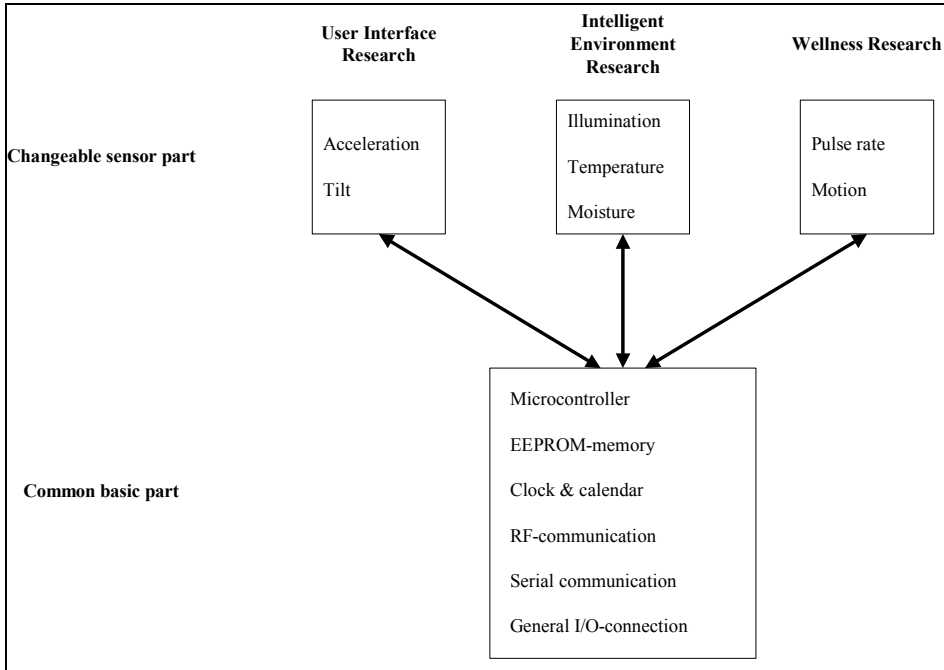 User Interface
Research
Intelligent
Environment
Research
Wellness Research
Changeable sensor part
Acceleration
Tilt
Illumination
Temperature
Moisture
Pulse rate
Motion
Common basic part
Microcontroller
EEPROM-memory
Clock & calendar
RF-communication
Serial communication
General I/O-connection